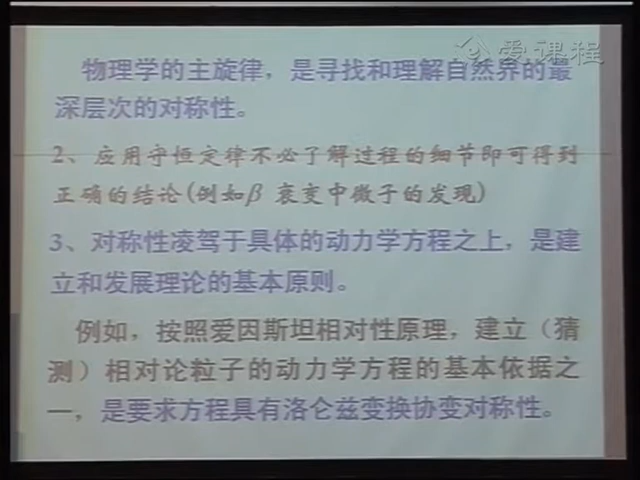 爱课程
物理学的主旋律，是寻找和理解自然界的最
深层次的对称性。
2、应用守恒定律不必了解过程的细节即可得到
正确的结论(例如β 衰变中微子的发现)
3、对称性凌驾于具体的动力学方程之上，是建
立和发展理论的基本原则。
例如，按照爱因斯坦相对性原理，建立（猜
测）相对论粒子的动力学方程的基本依据之
一，是要求方程具有洛仑兹变换协变对称性。